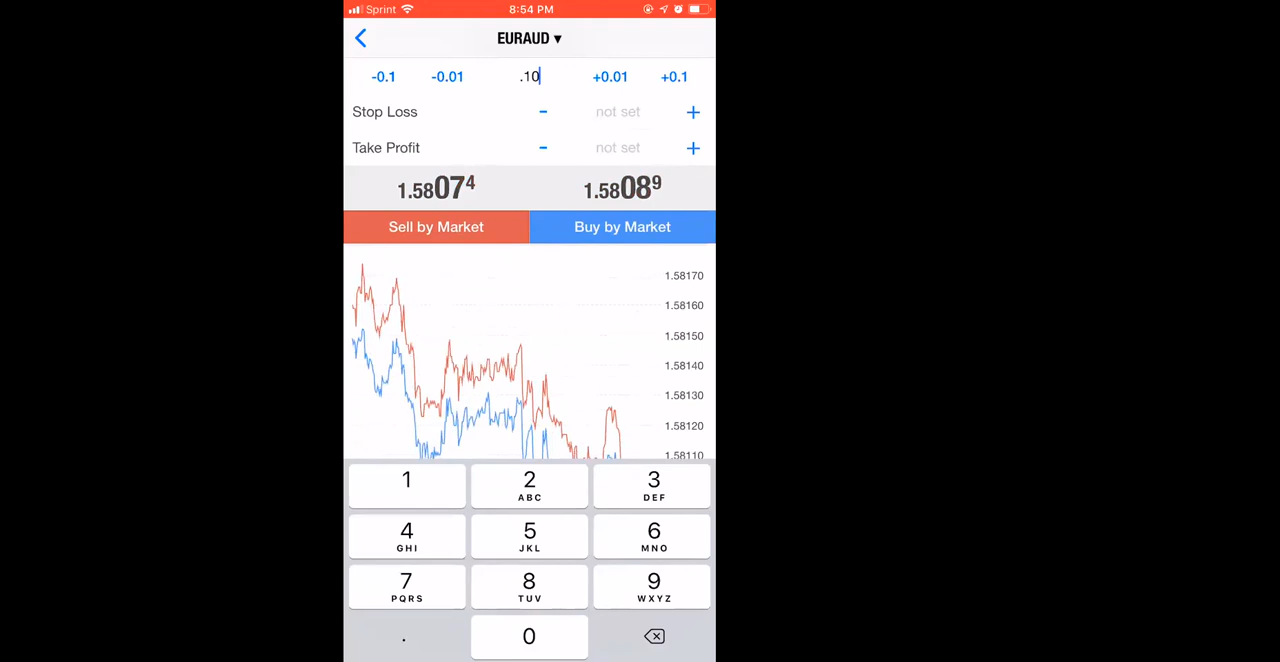 Sprint 8:54 PM
EURAUD ▾
-0.1 -0.01 .10 +0.01 +0.1
Stop Loss - not set +
Take Profit - not set +
1.58074 1.58089
Sell by Market Buy by Market
1.58170
1.58160
1.58150
1.58140
1.58130
1.58120
1.58110
1 2 3
ABC DEF
4 5 6
GHI JKL MNO
7 8 9
PQRS TUV WXYZ
. 0